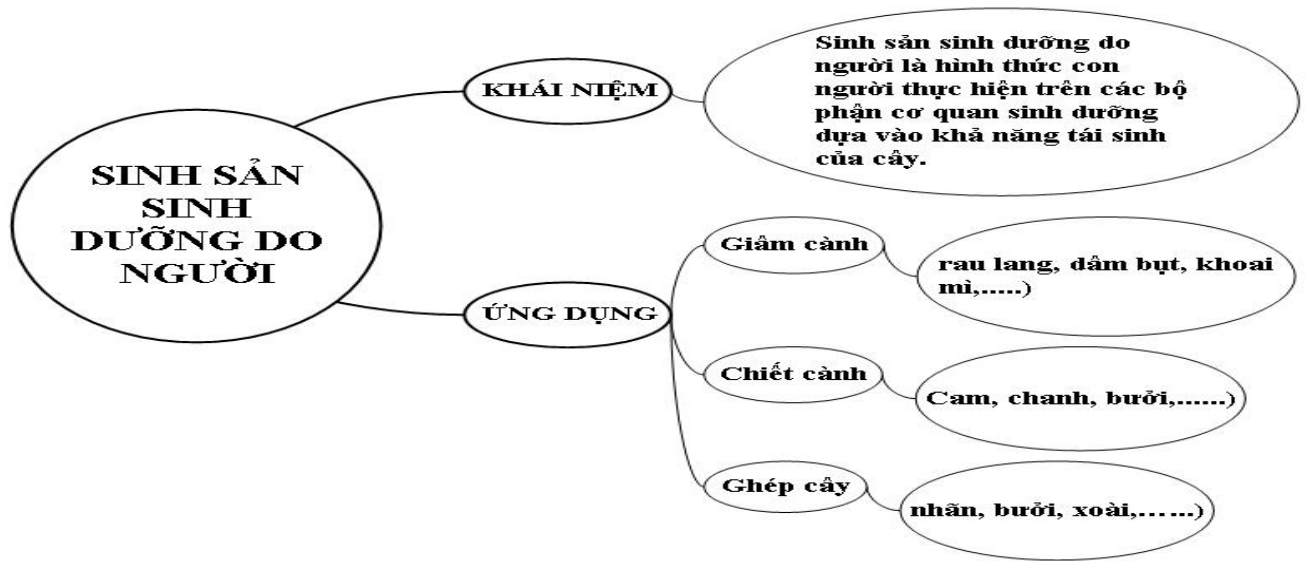 SINH SẢN
SINH
DƯỠNG DO
NGƯỜI
KHÁI NIỆM
Sinh sản sinh dưỡng do
người là hình thức con
người thực hiện trên các bộ
phận cơ quan sinh dưỡng
dựa vào khả năng tái sinh
của cây.
ỨNG DỤNG
Giâm cành
rau lang, dâm bụt, khoai
mì,.....)
Chiết cành
Cam, chanh, bưởi,......)
Ghép cây
nhãn, bưởi, xoài,…...)